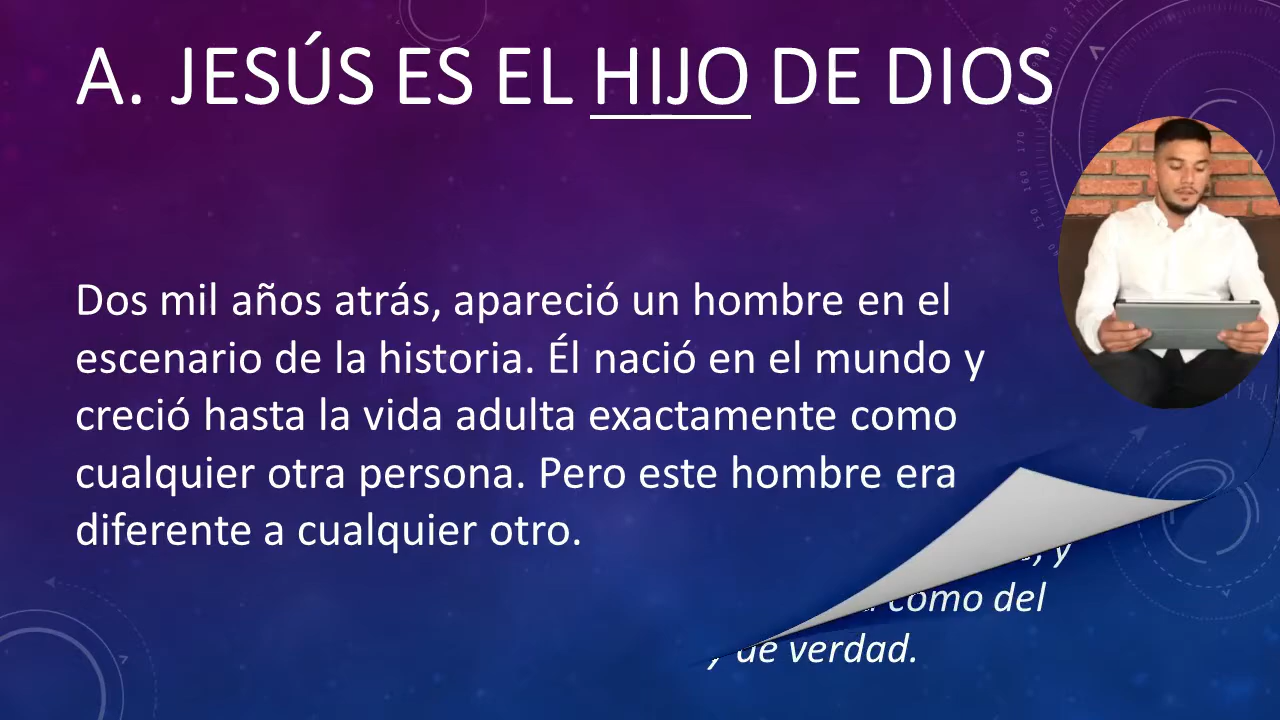 A. JESÚS ES EL HIJO DE DIOS
Dos mil años atrás, apareció un hombre en el
escenario de la historia. Él nació en el mundo y
creció hasta la vida adulta exactamente como
cualquier otra persona. Pero este hombre era
diferente a cualquier otro.
y
como del
de verdad.